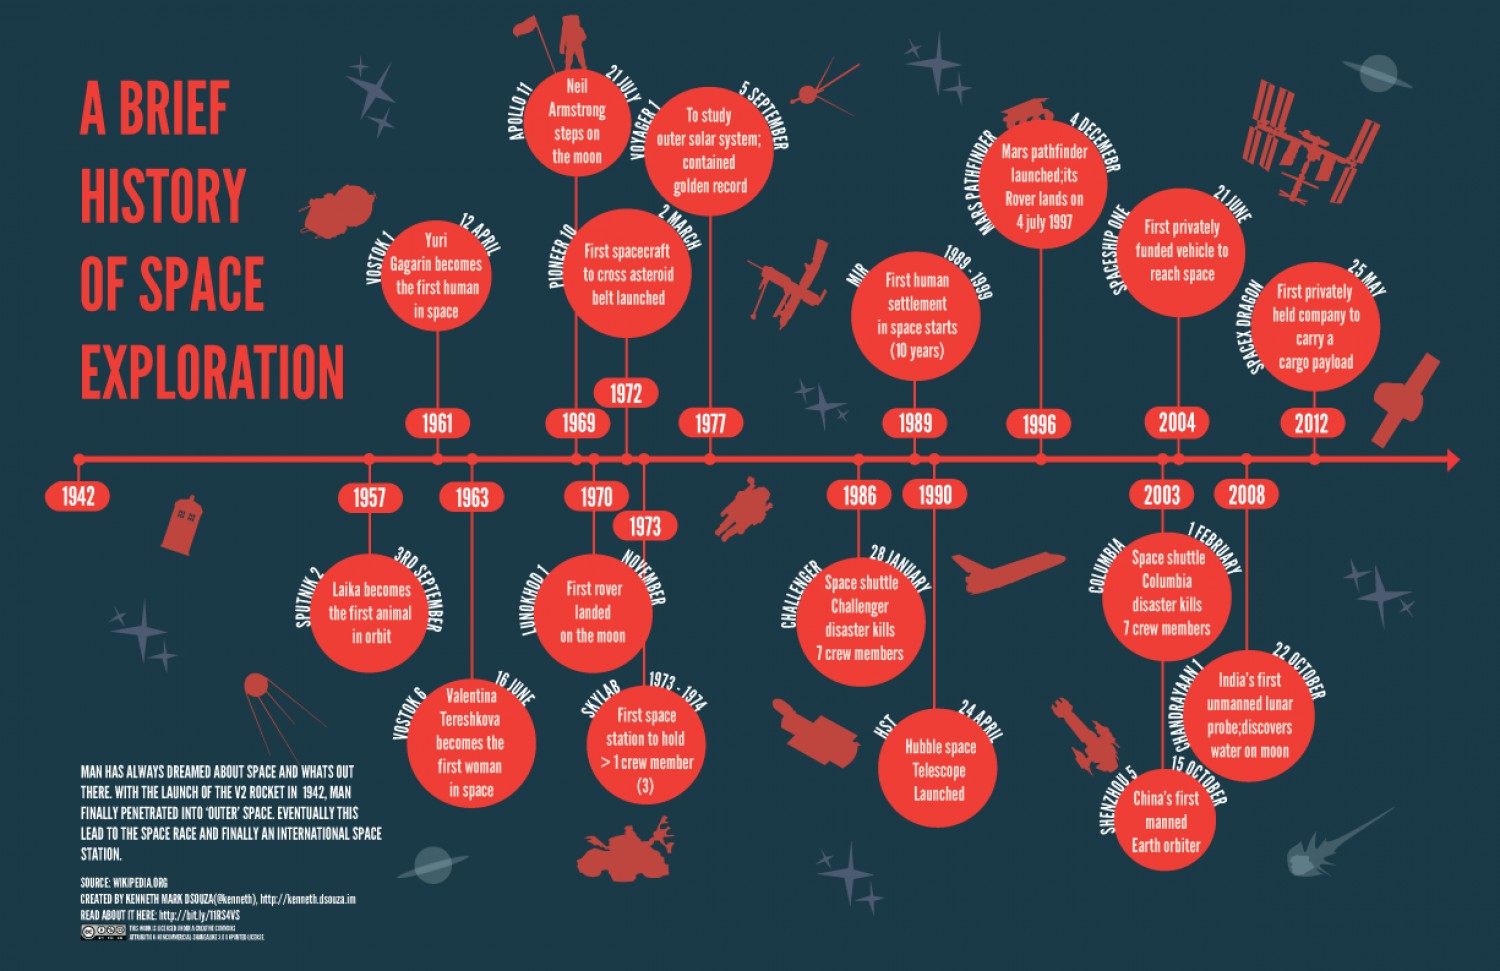 A BRIEF
HISTORY
OF SPACE
EXPLORATION
1942
1957
SPUTNIK 2
3RD SEPTEMBER
Laika becomes
the first animal
in orbit
1961
VOSTOK 1
12 APRIL
Yuri
Gagarin becomes
the first human
in space
1963
VOSTOK 6
16 JUNE
Valentina
Tereshkova
becomes the
first woman
in space
1969
APOLLO 11
21 JULY
Neil
Armstrong
steps on
the moon
1970
LUNOKHOD 1
NOVEMBER
First rover
landed
on the moon
1972
PIONEER 10
2 MARCH
First spacecraft
to cross asteroid
belt launched
1973
SKYLAB
1973 - 1974
First space
station to hold
> 1 crew member
(3)
1977
VOYAGER 1
5 SEPTEMBER
To study
outer solar system;
contained
golden record
1986
CHALLENGER
28 JANUARY
Space shuttle
Challenger
disaster kills
7 crew members
1989
MIR
1989 - 1999
First human
settlement
in space starts
(10 years)
1990
HST
24 APRIL
Hubble space
Telescope
Launched
1996
MARS PATHFINDER
4 DECEMEBR
Mars pathfinder
launched;its
Rover lands on
4 july 1997
2003
COLUMBIA
1 FEBRUARY
Space shuttle
Columbia
disaster kills
7 crew members
SHENZHOU 5
15 OCTOBER
China's first
manned
Earth orbiter
2004
SPACESHIP ONE
21 JUNE
First privately
funded vehicle to
reach space
2008
CHANDRAYAAN 1
22 OCTOBER
India's first
unmanned lunar
probe;discovers
water on moon
2012
SPACEX DRAGON
25 MAY
First privately
held company to
carry a
cargo payload
MAN HAS ALWAYS DREAMED ABOUT SPACE AND WHATS OUT
THERE. WITH THE LAUNCH OF THE V2 ROCKET IN 1942, MAN
FINALLY PENETRATED INTO 'OUTER' SPACE. EVENTUALLY THIS
LEAD TO THE SPACE RACE AND FINALLY AN INTERNATIONAL SPACE
STATION.
SOURCE: WIKIPEDIA.ORG
CREATED BY KENNETH MARK DSOUZA(@kenneth), http://kenneth.dsouza.im
READ ABOUT IT HERE: http://bit.ly/11RS4VS
THIS WORK IS LICENSED UNDER A CREATIVE COMMONS